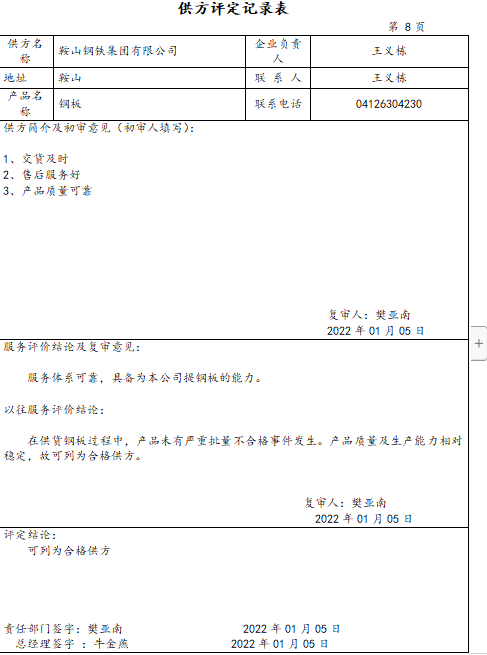 供方评定记录表
第 8 页
供方名称 鞍山钢铁集团有限公司 企业负责人 王义栋
地址 鞍山 联 系 人 王义栋
产品名称 钢板 联系电话 04126304230
供方简介及初审意见（初审人填写）：
1、交货及时
2、售后服务好
3、产品质量可靠
复审人：樊亚南
2022 年 01 月 05 日
服务评价结论及复审意见：
服务体系可靠，具备为本公司提钢板的能力。
以往服务评价结论：
在供货钢板过程中，产品未有严重批量不合格事件发生。产品质量及生产能力相对
稳定，故可列为合格供方。
复审人：樊亚南
2022 年 01 月 05 日
评定结论：
可列为合格供方
责任部门签字：樊亚南 2022 年 01 月 05 日
总经理签字 ：牛金燕 2022 年 01 月 05 日